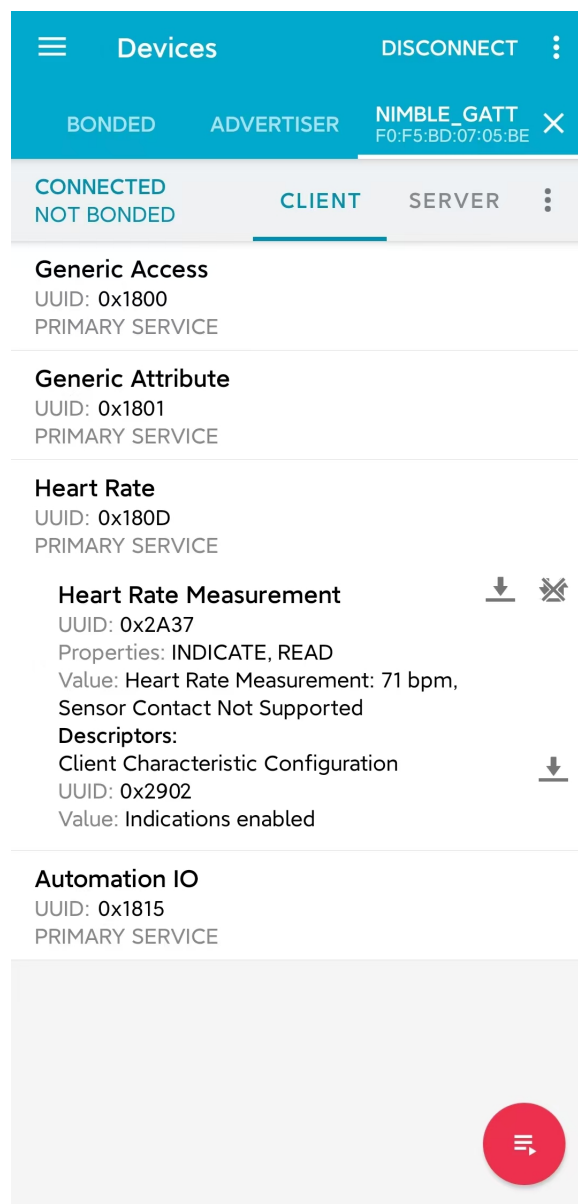 Devices
DISCONNECT
BONDED
ADVERTISER
NIMBLE_GATT
F0:F5:BD:07:05:BE
CONNECTED
NOT BONDED
CLIENT
SERVER
Generic Access
UUID: 0x1800
PRIMARY SERVICE
Generic Attribute
UUID: 0x1801
PRIMARY SERVICE
Heart Rate
UUID: 0x180D
PRIMARY SERVICE
Heart Rate Measurement
UUID: 0x2A37
Properties: INDICATE, READ
Value: Heart Rate Measurement: 71 bpm,
Sensor Contact Not Supported
Descriptors:
Client Characteristic Configuration
UUID: 0x2902
Value: Indications enabled
Automation IO
UUID: 0x1815
PRIMARY SERVICE